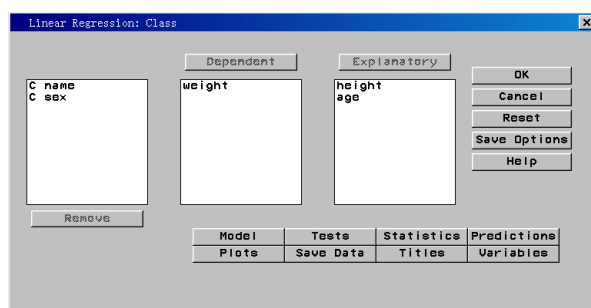 Linear Regression: Class
Dependent
Explanatory
C name
C sex
weight
height
age
OK
Cancel
Reset
Save Options
Help
Remove
Model
Tests
Statistics
Predictions
Plots
Save Data
Titles
Variables